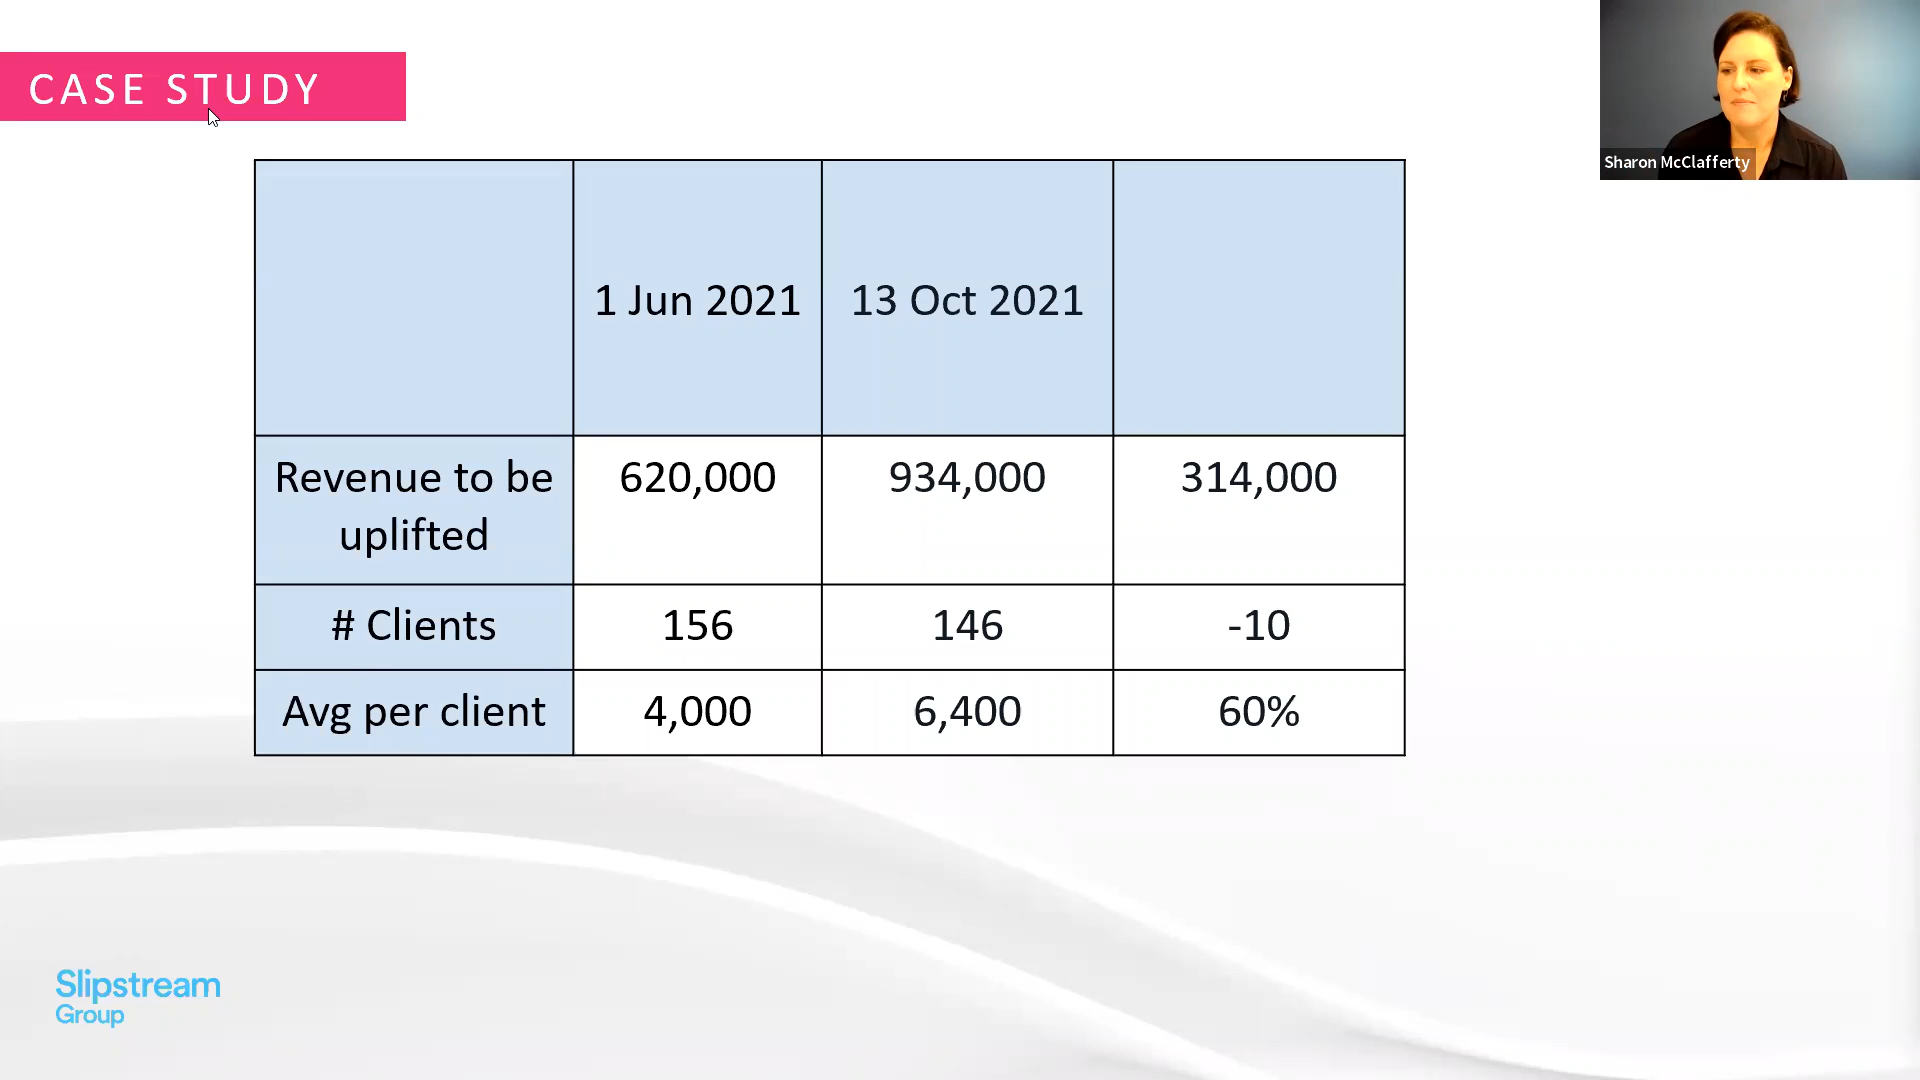 CASE STUDY
Sharon McClafferty
1 Jun 2021 13 Oct 2021
Revenue to be
uplifted
620,000 934,000 314,000
# Clients 156 146 -10
Avg per client 4,000 6,400 60%
Slipstream
Group